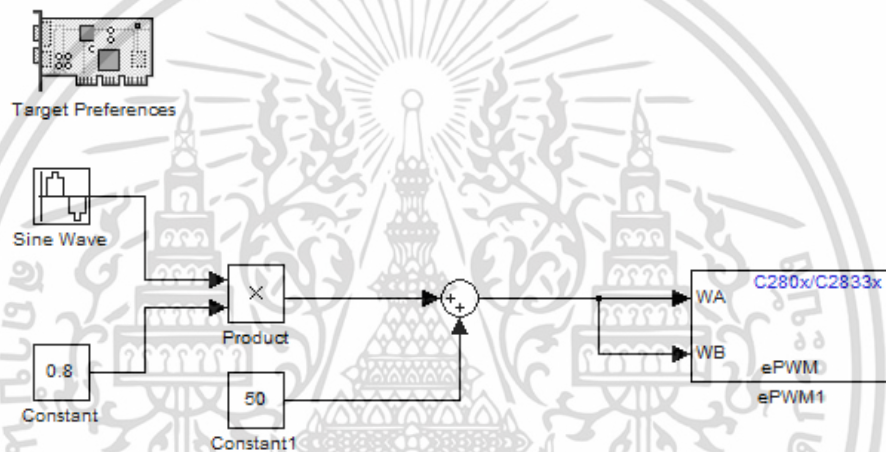 Target Preferences
Sine Wave
×
Product
0.8
Constant
50
Constant1
C280x/C2833x
WA
WB
ePWM
ePWM1